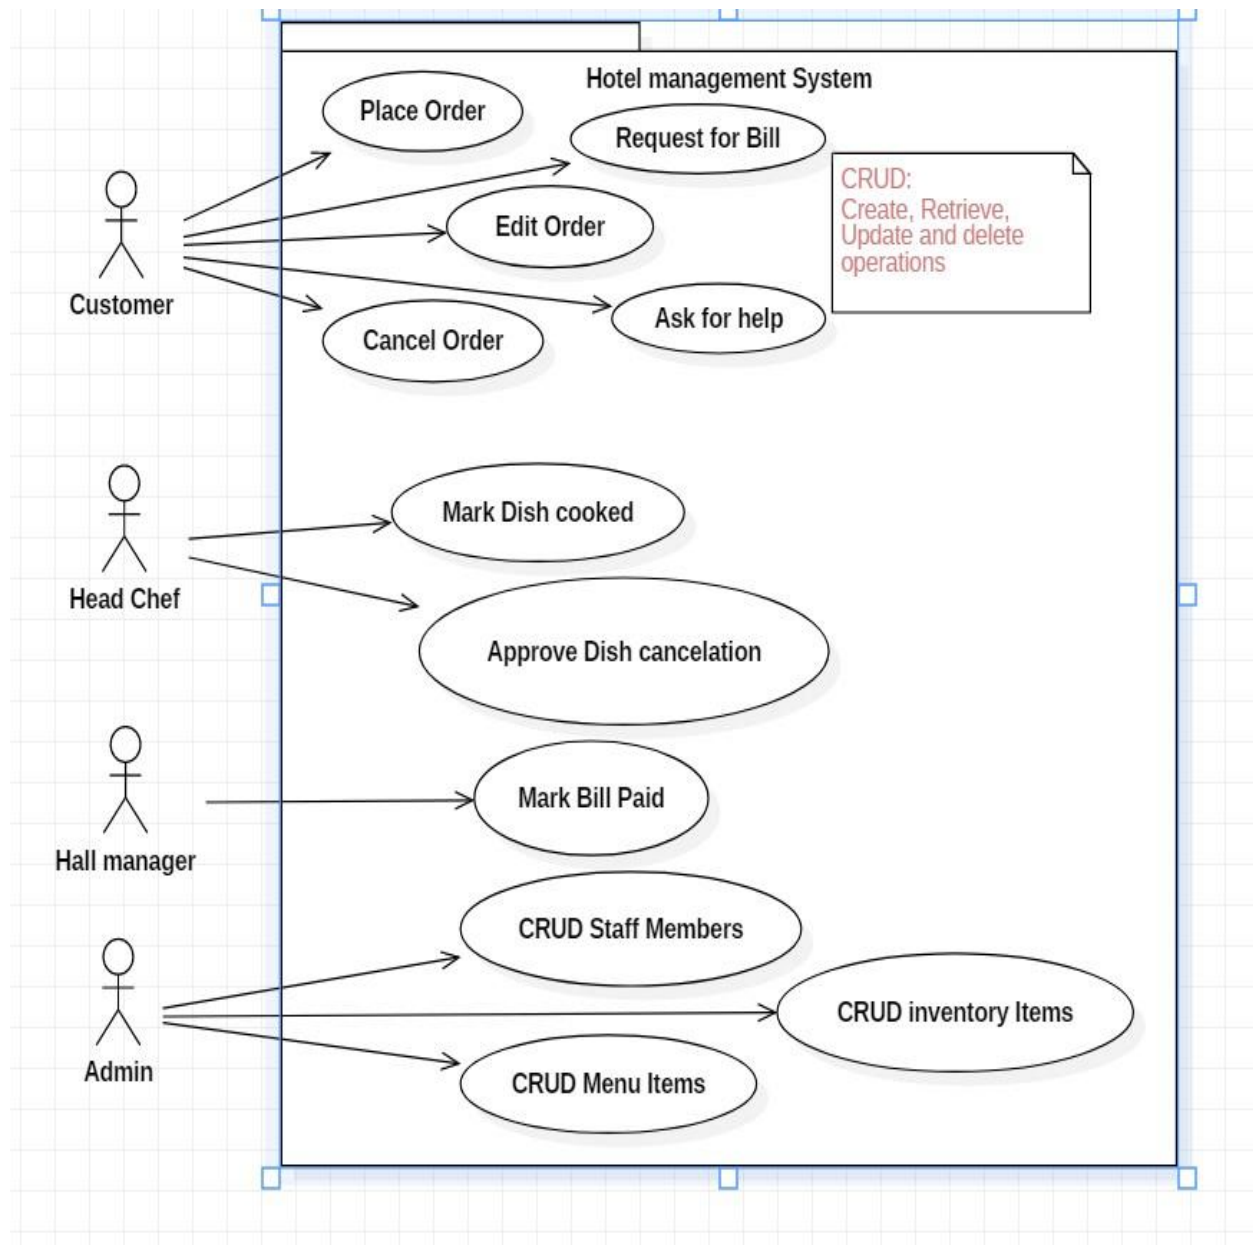 Hotel management System
Place Order
Request for Bill
CRUD:
Create, Retrieve,
Update and delete
operations
Edit Order
Customer
Ask for help
Cancel Order
Mark Dish cooked
Head Chef
Approve Dish cancelation
Mark Bill Paid
Hall manager
CRUD Staff Members
CRUD inventory Items
Admin
CRUD Menu Items